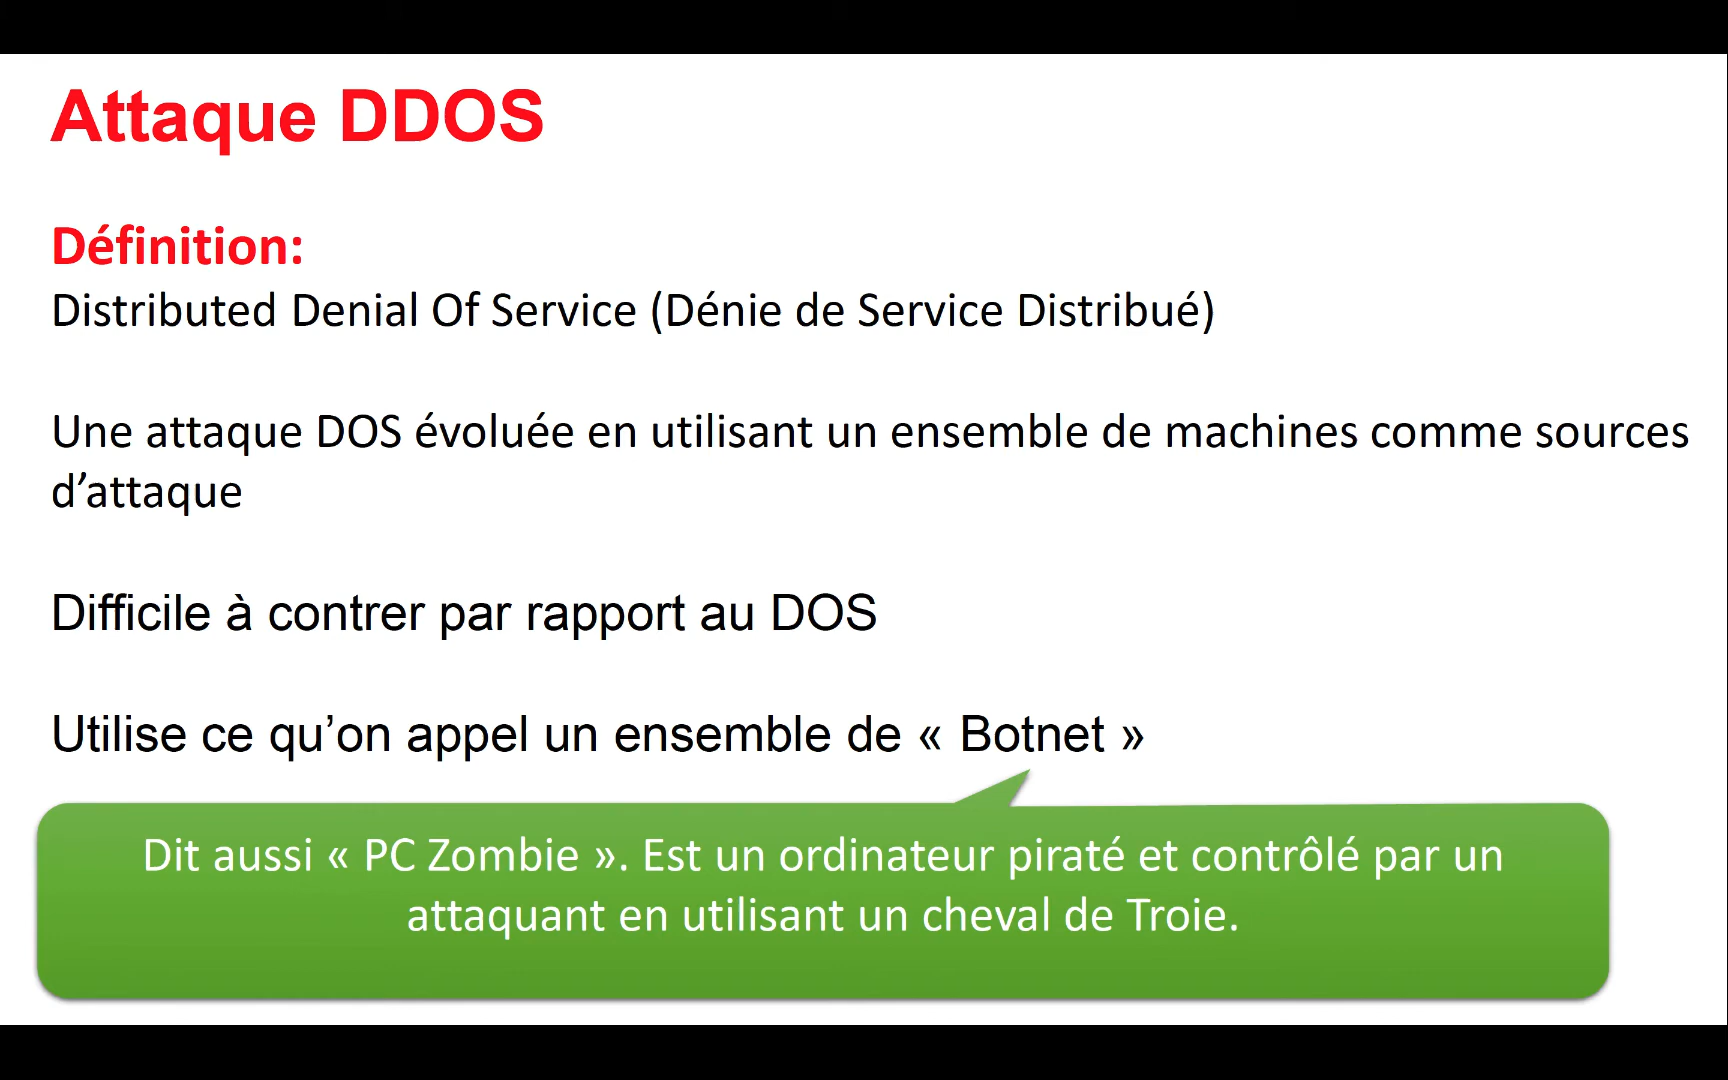 Attaque DDOS
Définition:
Distributed Denial Of Service (Dénie de Service Distribué)
Une attaque DOS évoluée en utilisant un ensemble de machines comme sources
d’attaque
Difficile à contrer par rapport au DOS
Utilise ce qu’on appel un ensemble de « Botnet »
Dit aussi « PC Zombie ». Est un ordinateur piraté et contrôlé par un
attaquant en utilisant un cheval de Troie.